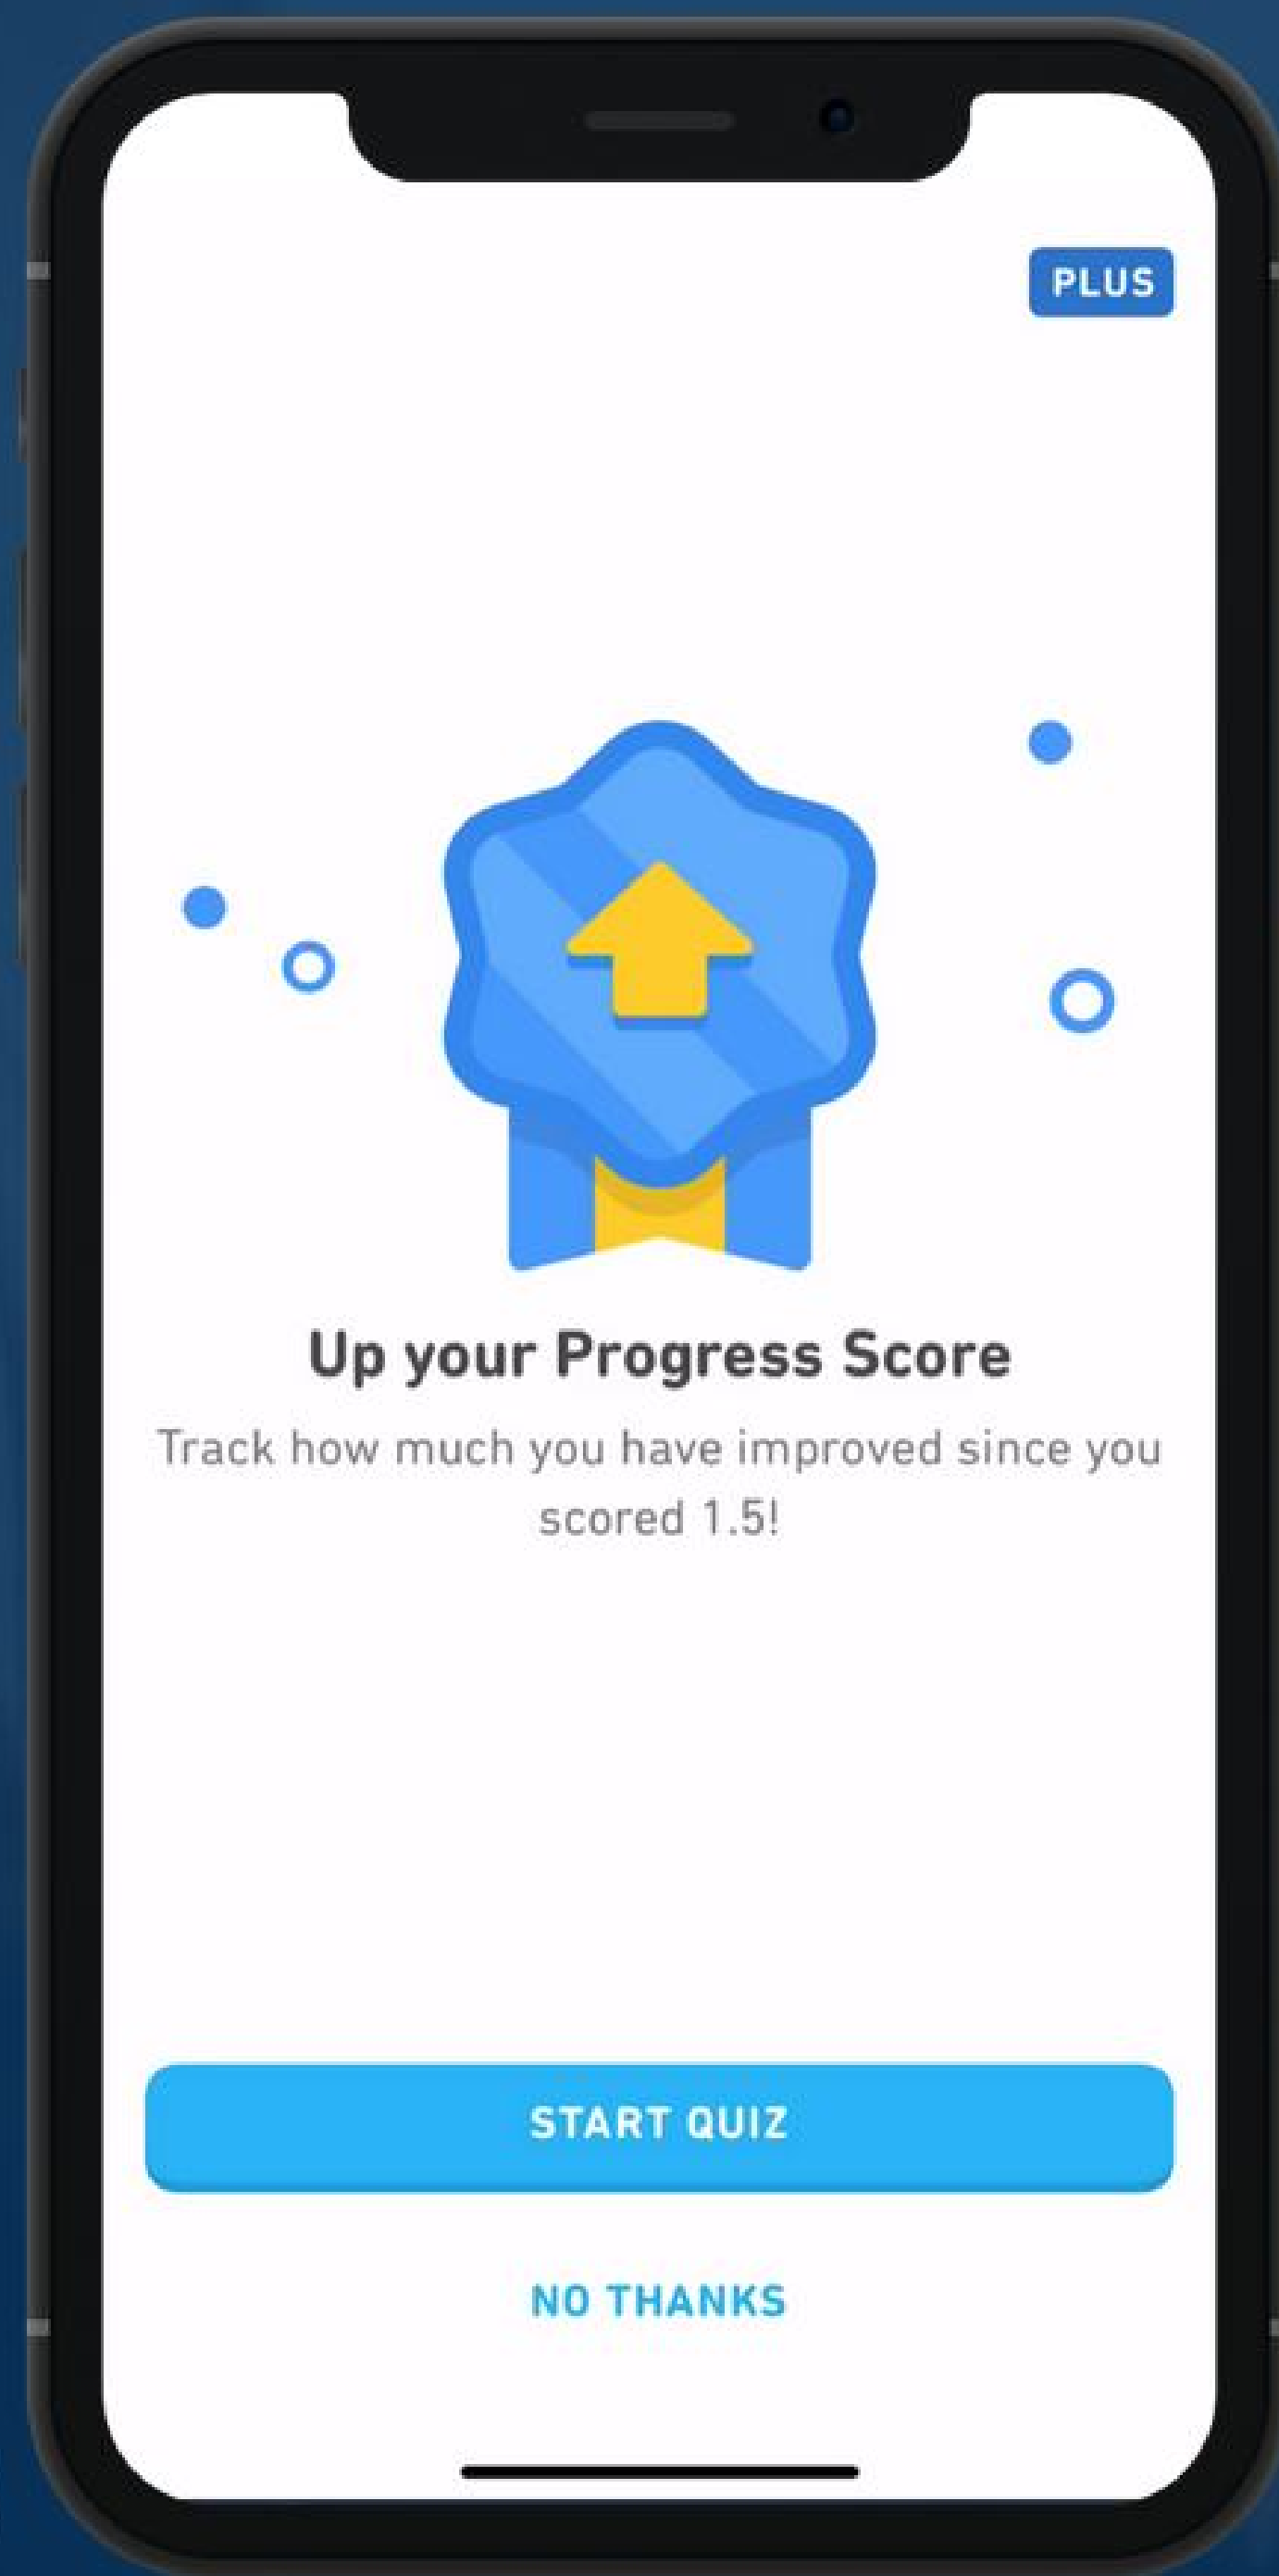 PLUS
Up your Progress Score
Track how much you have improved since you
scored 1.5!
START QUIZ
NO THANKS